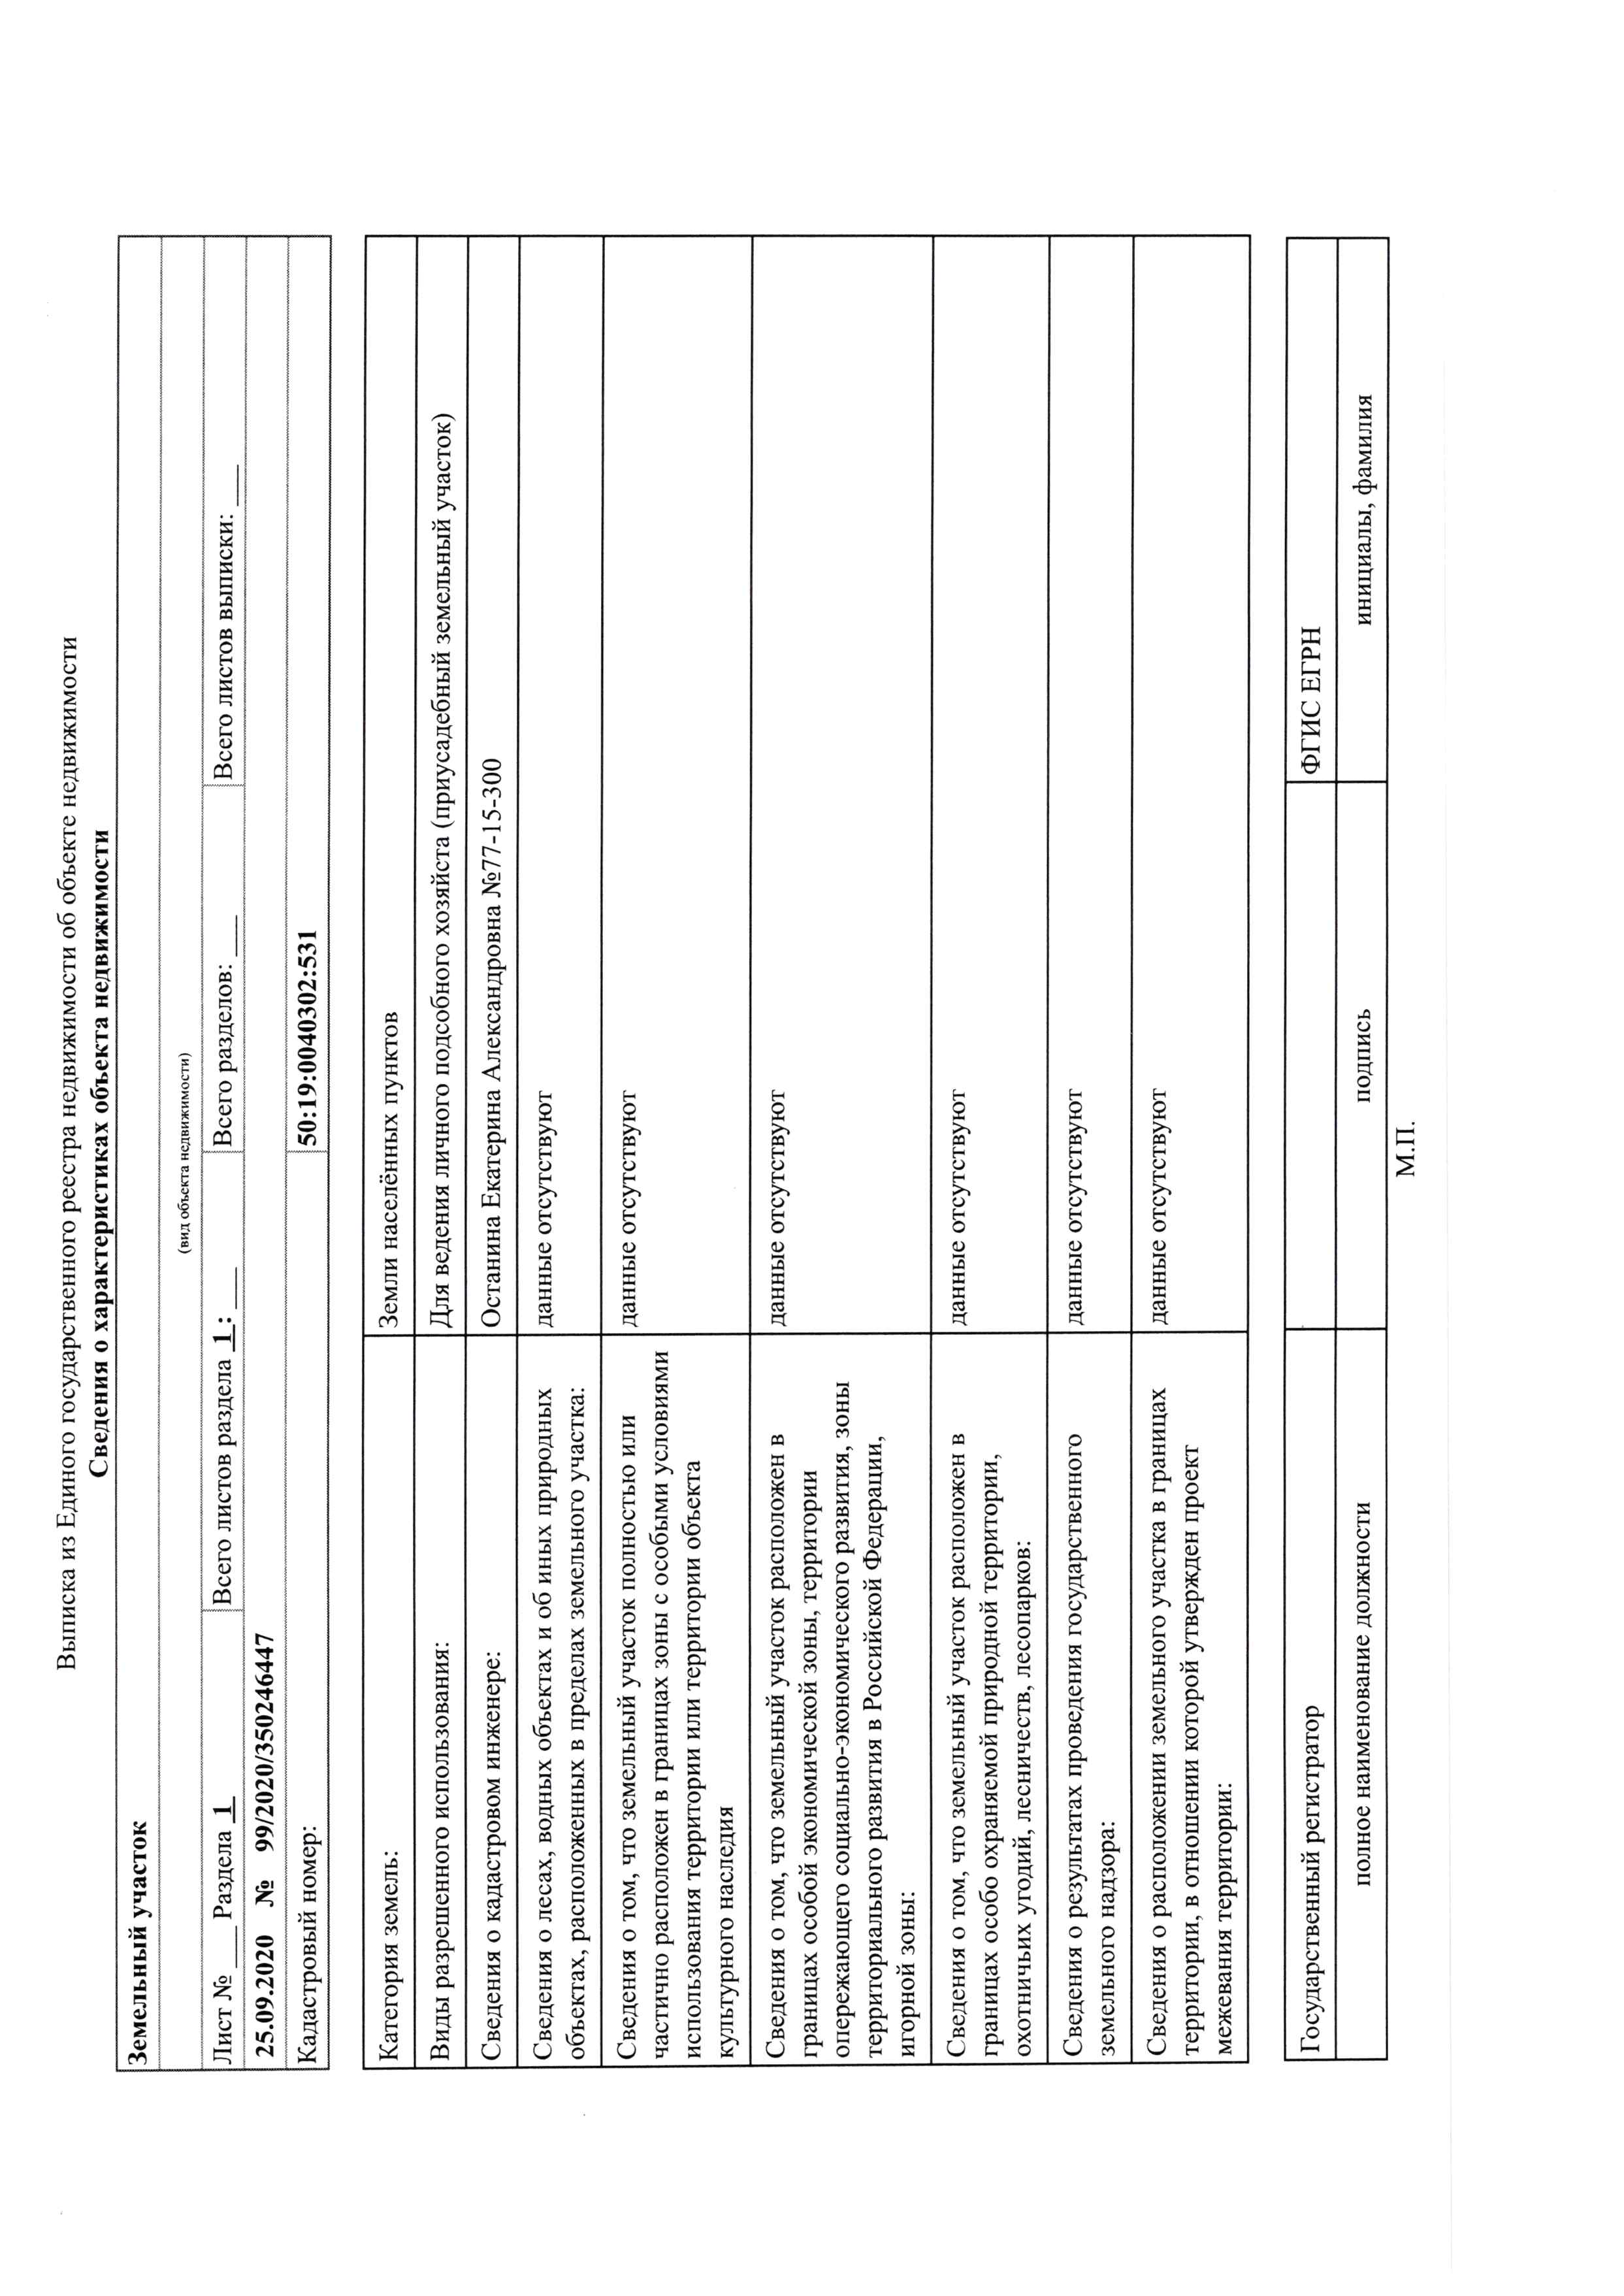 Выписка из Единого государственного реестра недвижимости об объекте недвижимости
Сведения о характеристиках объекта недвижимости
Земельный участок
(вид объекта недвижимости)
Лист № ___ Раздела 1 Всего листов раздела 1 : ___ Всего разделов: ___ Всего листов выписки: ___
25.09.2020 № 99/2020/350246447
Кадастровый номер: 50:19:0040302:531
Категория земель: Земли населённых пунктов
Виды разрешенного использования: Для ведения личного подсобного хозяйста (приусадебный земельный участок)
Сведения о кадастровом инженере: Останина Екатерина Александровна №77-15-300
Сведения о лесах, водных объектах и об иных природных
объектах, расположенных в пределах земельного участка:
данные отсутствуют
Сведения о том, что земельный участок полностью или
частично расположен в границах зоны с особыми условиями
использования территории или территории объекта
культурного наследия
данные отсутствуют
Сведения о том, что земельный участок расположен в
границах особой экономической зоны, территории
опережающего социально-экономического развития, зоны
территориального развития в Российской Федерации,
игорной зоны:
данные отсутствуют
Сведения о том, что земельный участок расположен в
границах особо охраняемой природной территории,
охотничьих угодий, лесничеств, лесопарков:
данные отсутствуют
Сведения о результатах проведения государственного
земельного надзора:
данные отсутствуют
Сведения о расположении земельного участка в границах
территории, в отношении которой утвержден проект
межевания территории:
данные отсутствуют
Государственный регистратор ФГИС ЕГРН
полное наименование должности подпись инициалы, фамилия
М.П.